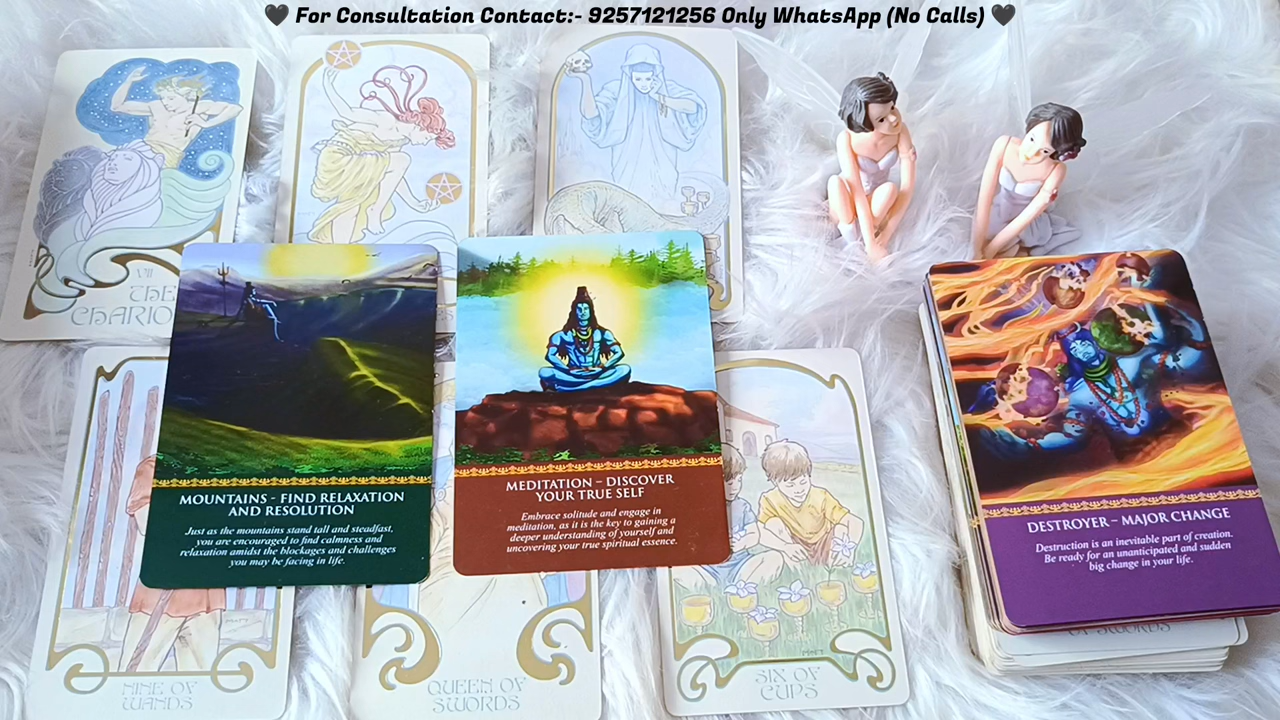 🖤 For Consultation Contact:- 9257121256 Only WhatsApp (No Calls) 🖤
VII
THE
CHARIO
MOUNTAINS - FIND RELAXATION
AND RESOLUTION
Just as the mountains stand tall and steadfast,
you are encouraged to find calmness and
relaxation amidst the blockages and challenges
you may be facing in life.
MEDITATION – DISCOVER
YOUR TRUE SELF
Embrace solitude and engage in
meditation, as it is the key to gaining a
deeper understanding of yourself and
uncovering your true spiritual essence.
DESTROYER – MAJOR CHANGE
Destruction is an inevitable part of creation.
Be ready for an unanticipated and sudden
big change in your life.
OF SWORDS
NINE OF
WANDS
QUEEN OF
SWORDS
SIX OF
CUPS